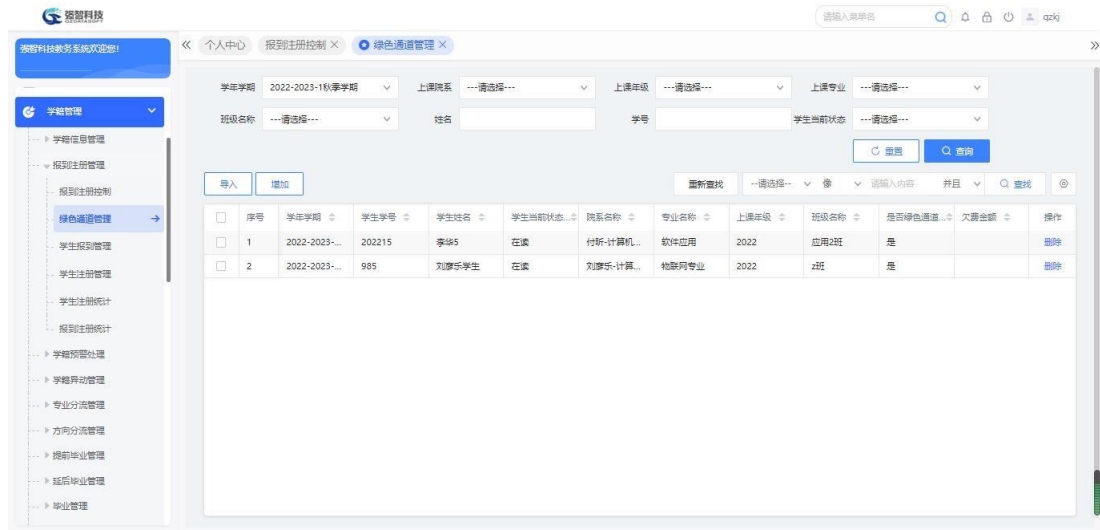 强智科技
QZDATASOFT
请输入菜单名
qzkj
强智科技教务系统欢迎您!
个人中心
报到注册控制
绿色通道管理
学籍管理
学籍信息管理
报到注册管理
报到注册控制
绿色通道管理
学生报到管理
学生注册管理
学生注册统计
报到注册统计
学籍预警处理
学籍异动管理
专业分流管理
方向分流管理
提前毕业管理
延后毕业管理
毕业管理
学年学期 2022-2023-1秋季学期 上课院系 ---请选择--- 上课年级 ---请选择--- 上课专业 ---请选择---
班级名称 ---请选择--- 姓名 学号 学生当前状态 ---请选择---
重置 查询
导入 增加 重新查找 --请选择-- 像 请输入内容 并且 查找
序号 学年学期 学生学号 学生姓名 学生当前状态... 院系名称 专业名称 上课年级 班级名称 是否绿色通道... 欠费金额 操作
1 2022-2023-... 202215 李华5 在读 付昕-计算机... 软件应用 2022 应用2班 是 删除
2 2022-2023-... 985 刘彦乐学生 在读 刘彦乐-计算... 物联网专业 2022 z班 是 删除